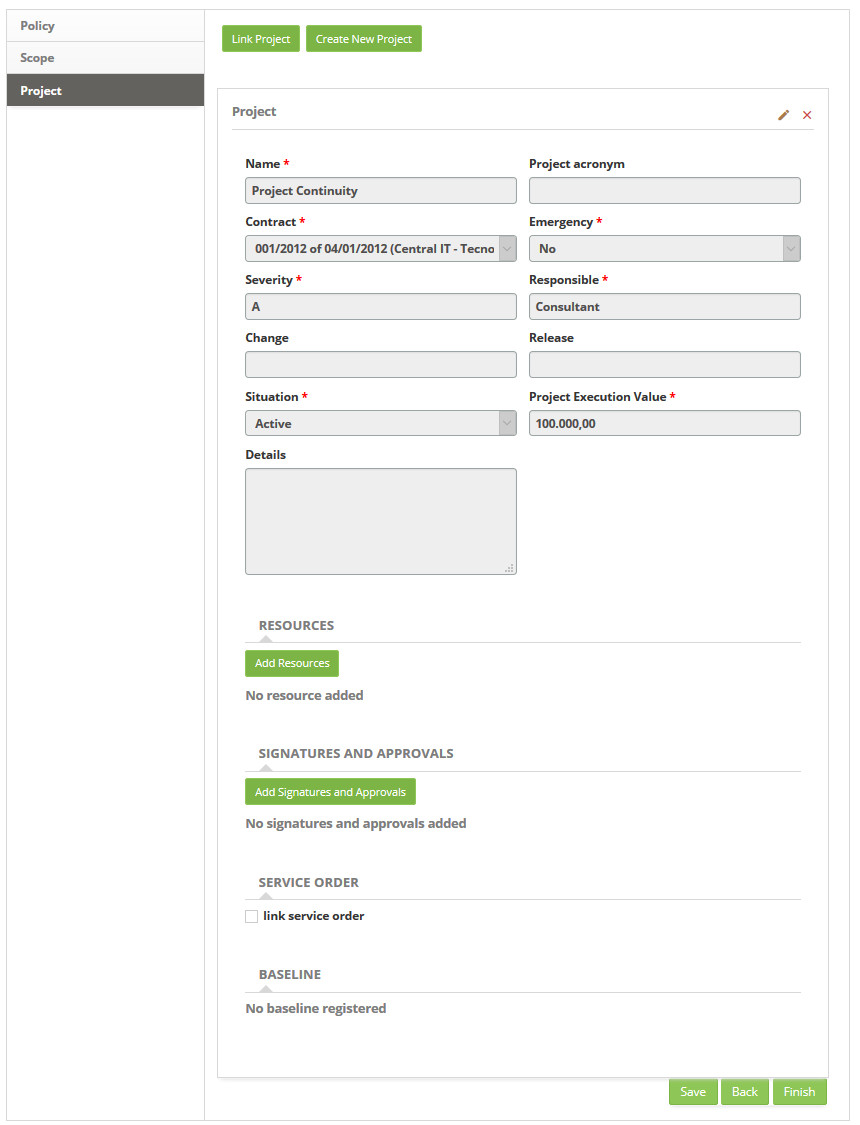 Policy
Scope
Project
Link Project
Create New Project
Project
Name *
Project acronym
Project Continuity
Contract *
Emergency *
001/2012 of 04/01/2012 (Central IT - Tecno
No
Severity *
Responsible *
A
Consultant
Change
Release
Situation *
Project Execution Value *
Active
100.000,00
Details
RESOURCES
Add Resources
No resource added
SIGNATURES AND APPROVALS
Add Signatures and Approvals
No signatures and approvals added
SERVICE ORDER
link service order
BASELINE
No baseline registered
Save
Back
Finish